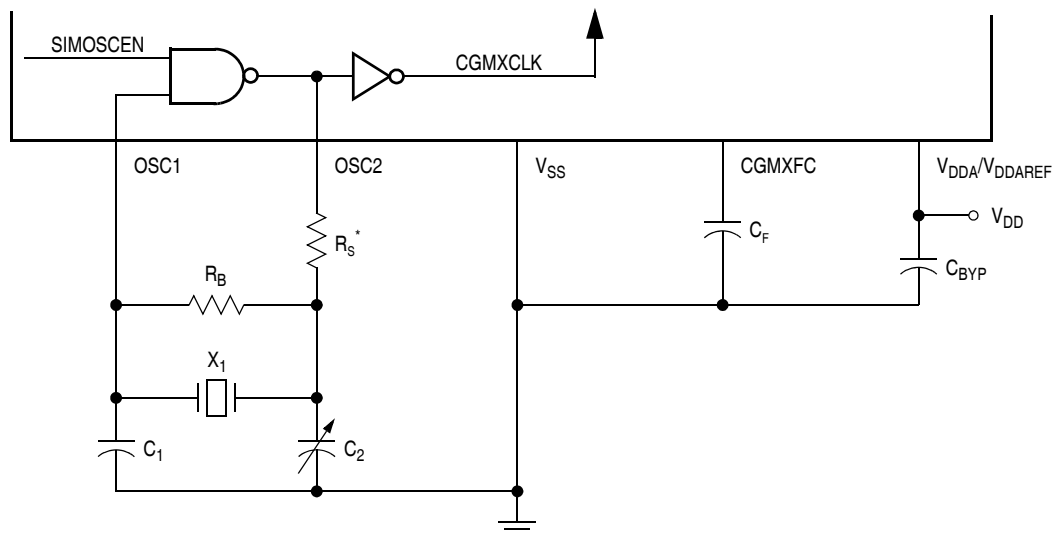 SIMOSCEN
CGMXCLK
OSC1
OSC2
VSS
CGMXFC
VDDA/VDDAREF
VDD
RS*
CF
CBYP
RB
X1
C1
C2